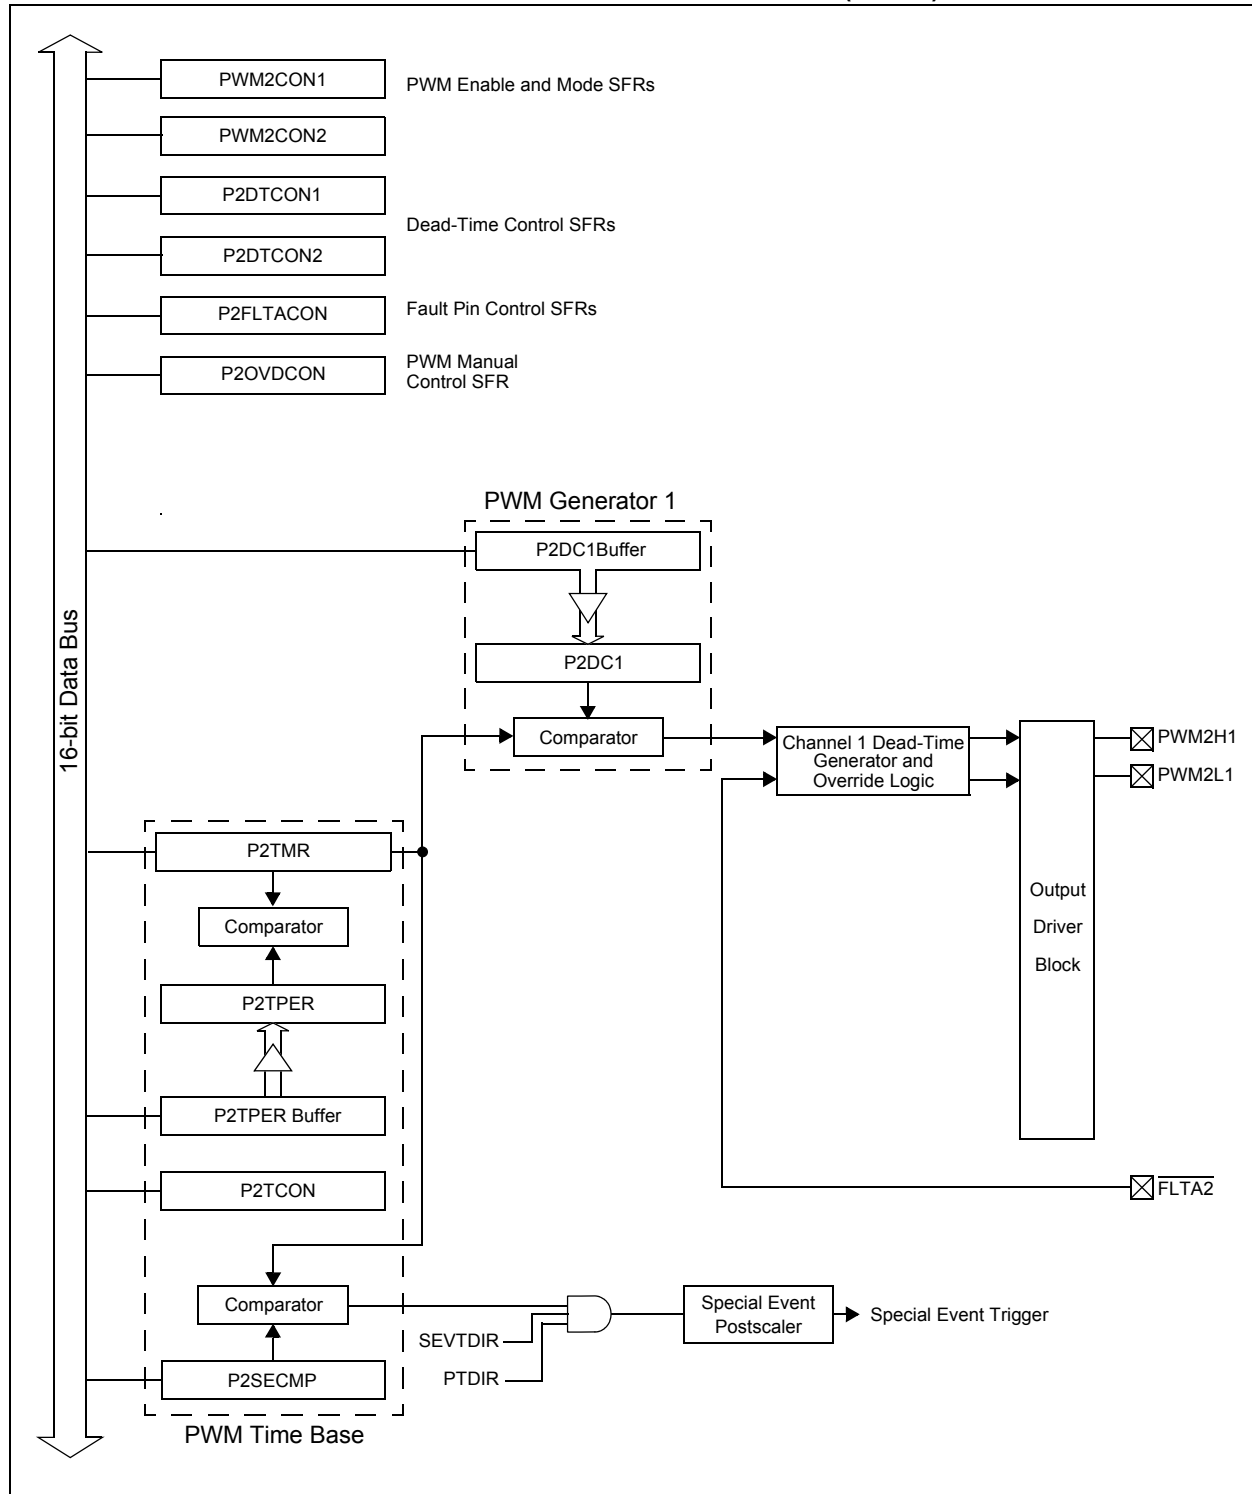 PWM2CON1
PWM Enable and Mode SFRs
PWM2CON2
P2DTCON1
Dead-Time Control SFRs
P2DTCON2
P2FLTACON
Fault Pin Control SFRs
P2OVDCON
PWM Manual
Control SFR
16-bit Data Bus
PWM Generator 1
P2DC1Buffer
P2DC1
Comparator
Channel 1 Dead-Time
Generator and
Override Logic
PWM2H1
PWM2L1
Output
Driver
Block
P2TMR
Comparator
P2TPER
P2TPER Buffer
P2TCON
FLTA2
Comparator
SEVTDIR
PTDIR
Special Event
Postscaler
Special Event Trigger
P2SECMP
PWM Time Base